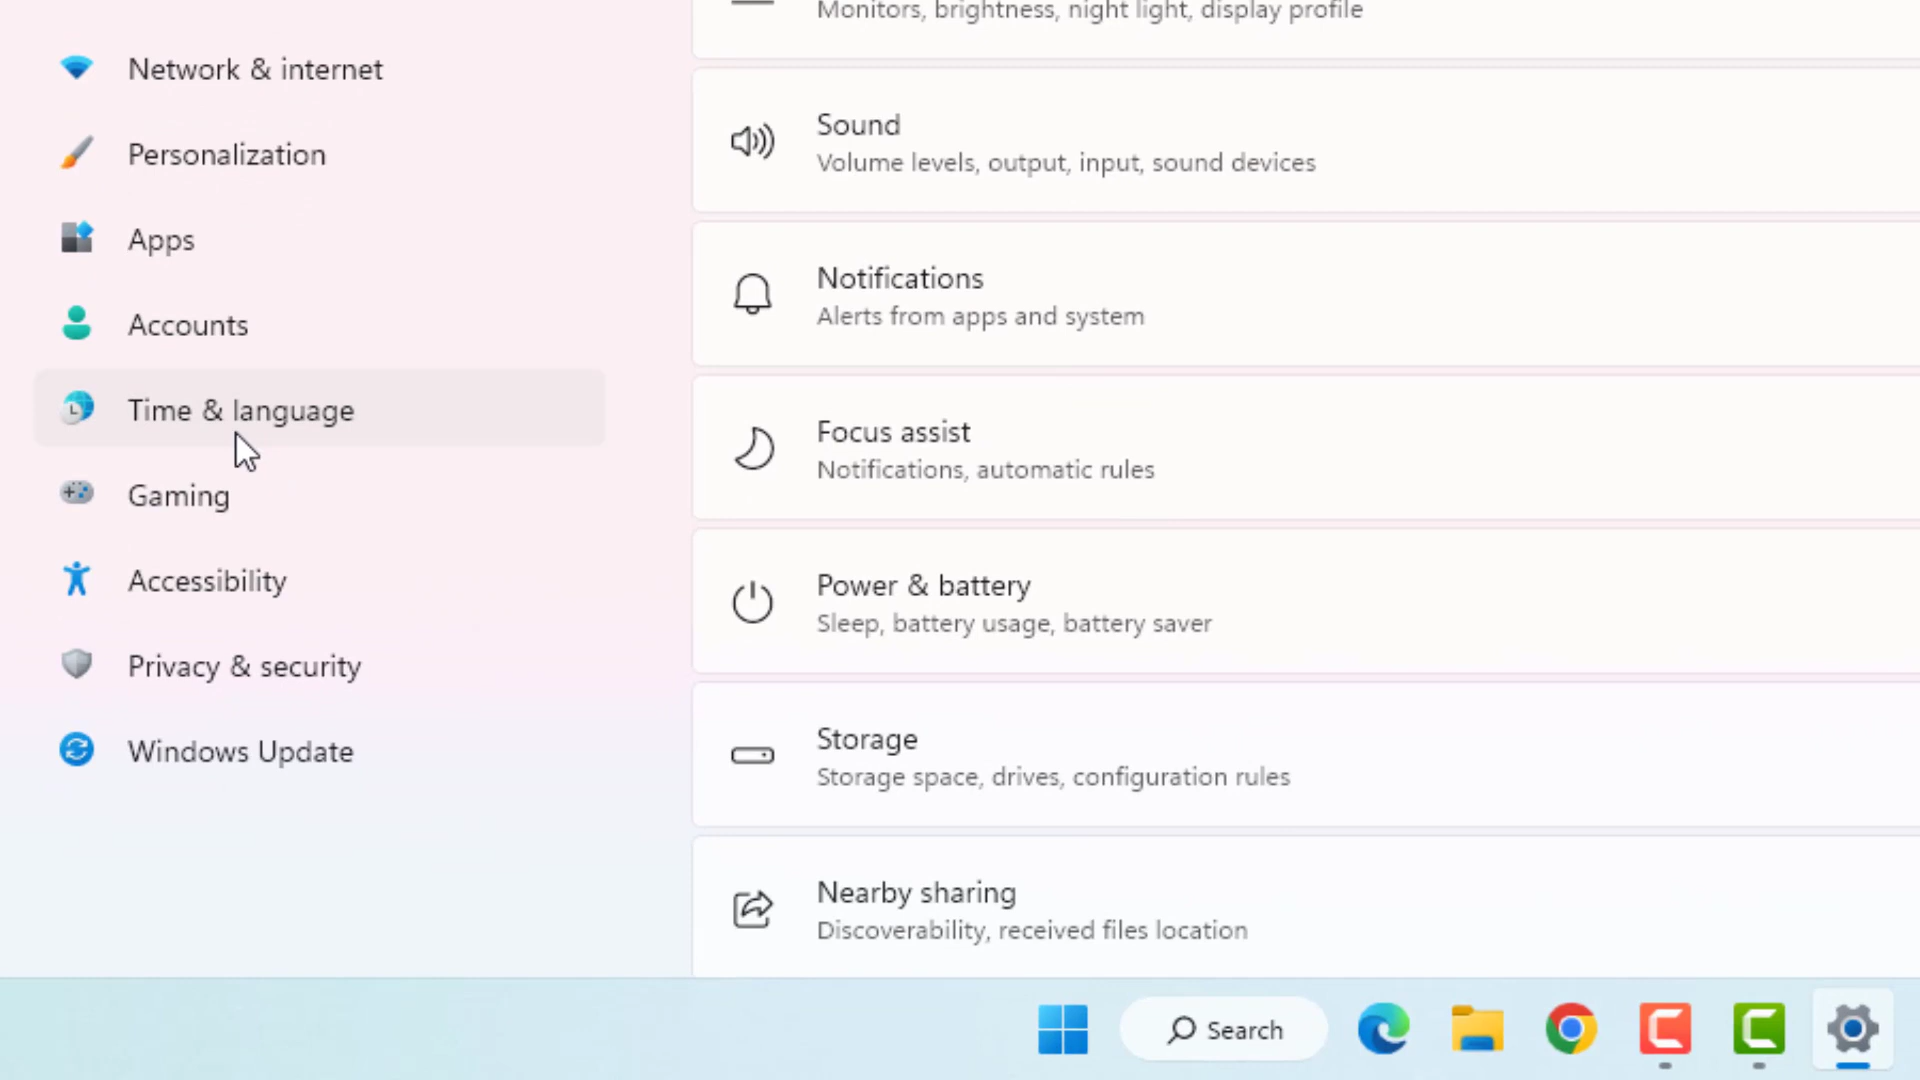 Network & internet
Personalization
Apps
Accounts
Time & language
Gaming
Accessibility
Privacy & security
Windows Update
Monitors, brightness, night light, display profile
Sound
Volume levels, output, input, sound devices
Notifications
Alerts from apps and system
Focus assist
Notifications, automatic rules
Power & battery
Sleep, battery usage, battery saver
Storage
Storage space, drives, configuration rules
Nearby sharing
Discoverability, received files location
Search